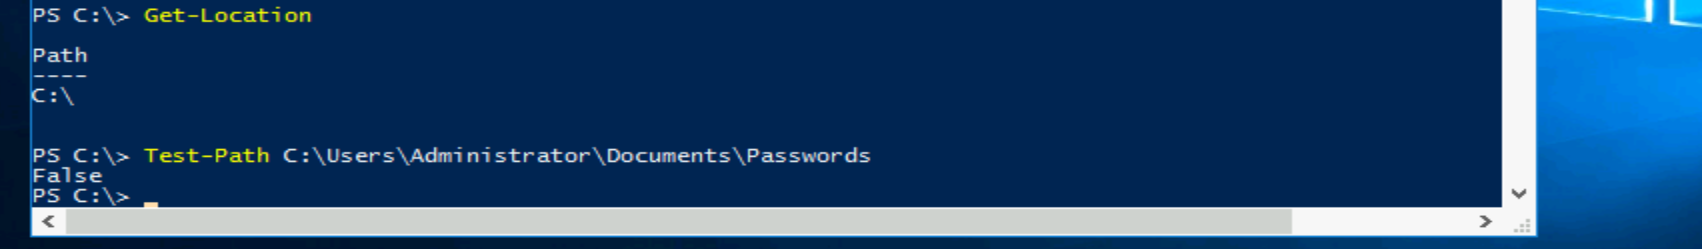 PS C:\> Get-Location
Path
----
C:\
PS C:\> Test-Path C:\Users\Administrator\Documents\Passwords
False
PS C:\>